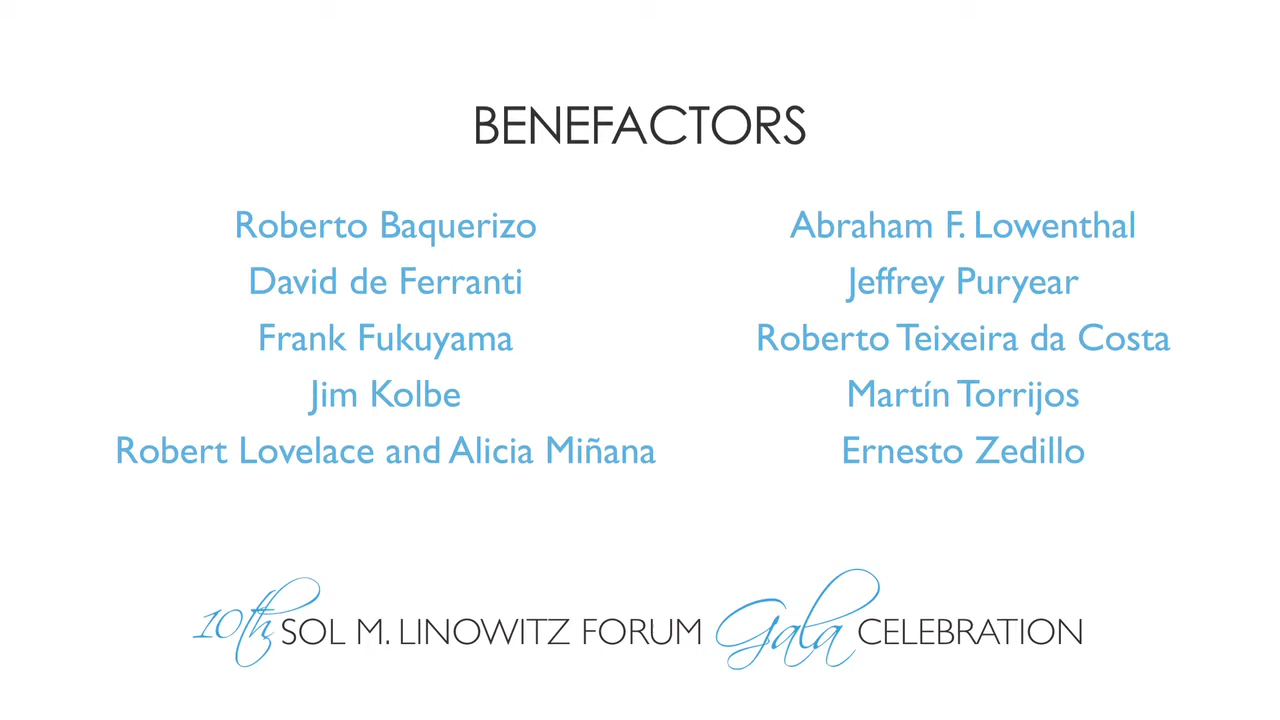 BENEFACTORS
Roberto Baquerizo
David de Ferranti
Frank Fukuyama
Jim Kolbe
Robert Lovelace and Alicia Miñana
Abraham F. Lowenthal
Jeffrey Puryear
Roberto Teixeira da Costa
Martín Torrijos
Ernesto Zedillo
10th SOL M. LINOWITZ FORUM Gala CELEBRATION